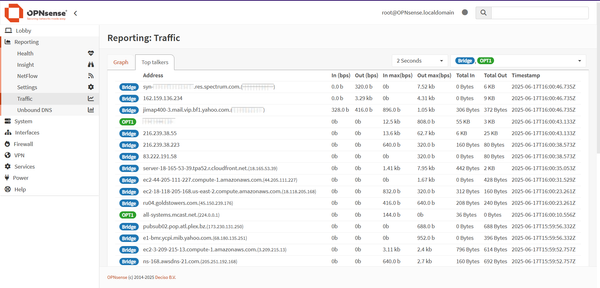 OPNsense
root@OPNsense.localdomain
Lobby
Reporting
Health
Insight
NetFlow
Settings
Traffic
Unbound DNS
System
Interfaces
Firewall
VPN
Services
Power
Help
Reporting: Traffic
Graph Top talkers 2 Seconds Bridge OPT1
Address In (bps) Out (bps) In max(bps) Out max(bps) Total In Total Out Timestamp
Bridge syn- .res.spectrum.com.( ) 0.0 b 320.0 b 0b 7.52 kb 0 Bytes 6 KB 2025-06-17T16:00:46.735Z
Bridge 162.159.136.234 0.0 b 3.29 kb 0b 4.31 kb 0 Bytes 9 KB 2025-06-17T16:00:46.735Z
Bridge jimap400-3.mail.vip.bf1.yahoo.com.( ) 328.0 b 416.0 b 896.0 b 1.05 kb 306 Bytes 372 Bytes 2025-06-17T16:00:46.735Z
OPT1 0b 0b 12.5 kb 808.0 b 55 KB 3 KB 2025-06-17T16:00:43.133Z
Bridge 216.239.38.55 0b 0b 13.6 kb 62.7 kb 6 KB 25 KB 2025-06-17T16:00:43.133Z
Bridge 216.239.38.223 0b 0b 640.0 b 320.0 b 160 Bytes 80 Bytes 2025-06-17T16:00:38.573Z
Bridge 83.222.191.58 0b 0b 0b 320.0 b 0 Bytes 80 Bytes 2025-06-17T16:00:38.573Z
Bridge server-18-165-53-39.tpa52.r.cloudfront.net.(18.165.53.39) 0b 0b 1.41 kb 7.95 kb 442 Bytes 2 KB 2025-06-17T16:00:35.053Z
Bridge ec2-44-205-111-227.compute-1.amazonaws.com.(44.205.111.227) 0b 0b 0b 1.67 kb 0 Bytes 428 Bytes 2025-06-17T16:00:31.529Z
Bridge ec2-18-118-205-168.us-east-2.compute.amazonaws.com.(18.118.205.168) 0b 0b 832.0 b 320.0 b 312 Bytes 160 Bytes 2025-06-17T16:00:23.261Z
Bridge ru04.goldstowers.com.(45.150.239.176) 0b 0b 416.0 b 640.0 b 208 Bytes 240 Bytes 2025-06-17T16:00:23.261Z
OPT1 all-systems.mcast.net.(224.0.0.1) 0b 0b 144.0 b 0b 36 Bytes 0 Bytes 2025-06-17T16:00:10.556Z
Bridge pubsub02.pop.atl.plex.bz.(173.230.131.250) 0b 0b 0b 688.0 b 0 Bytes 688 Bytes 2025-06-17T15:59:56.332Z
Bridge e1-bmx.ycpi.mib.yahoo.com.(69.180.135.251) 0b 0b 0b 952.0 b 0 Bytes 396 Bytes 2025-06-17T15:59:56.332Z
Bridge ec2-3-209-215-13.compute-1.amazonaws.com.(3.209.215.13) 0b 0b 3.11 kb 2.4 kb 796 Bytes 614 Bytes 2025-06-17T15:59:52.757Z
Bridge ns-168.awsdns-21.com.(205.251.192.168) 0b 0b 640.0 b 2.7 kb 160 Bytes 692 Bytes 2025-06-17T15:59:52.757Z
OPNsense (c) 2014-2025 Deciso B.V.